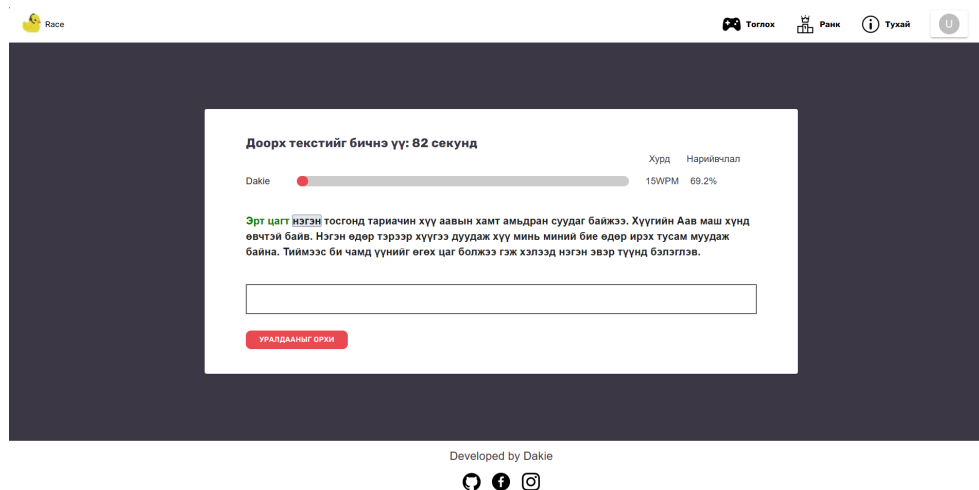 Race
Тоглох
Ранк
Тухай
U
Доорх текстийг бичнэ үү: 82 секунд
Хурд Нарийвчлал
Dakie 15WPM 69.2%
Эрт цагт нэгэн тосгонд тариачин хүү аавын хамт амьдран суудаг байжээ. Хүүгийн Аав маш хүнд
өвчтэй байв. Нэгэн өдөр тэрээр хүүгээ дуудаж хүү минь миний бие өдөр ирэх тусам муудаж
байна. Тиймээс би чамд үүнийг өгөх цаг болжээ гэж хэлээд нэгэн эвэр түүнд бэлэглэв.
УРАЛДААНЫГ ОРХИ
Developed by Dakie